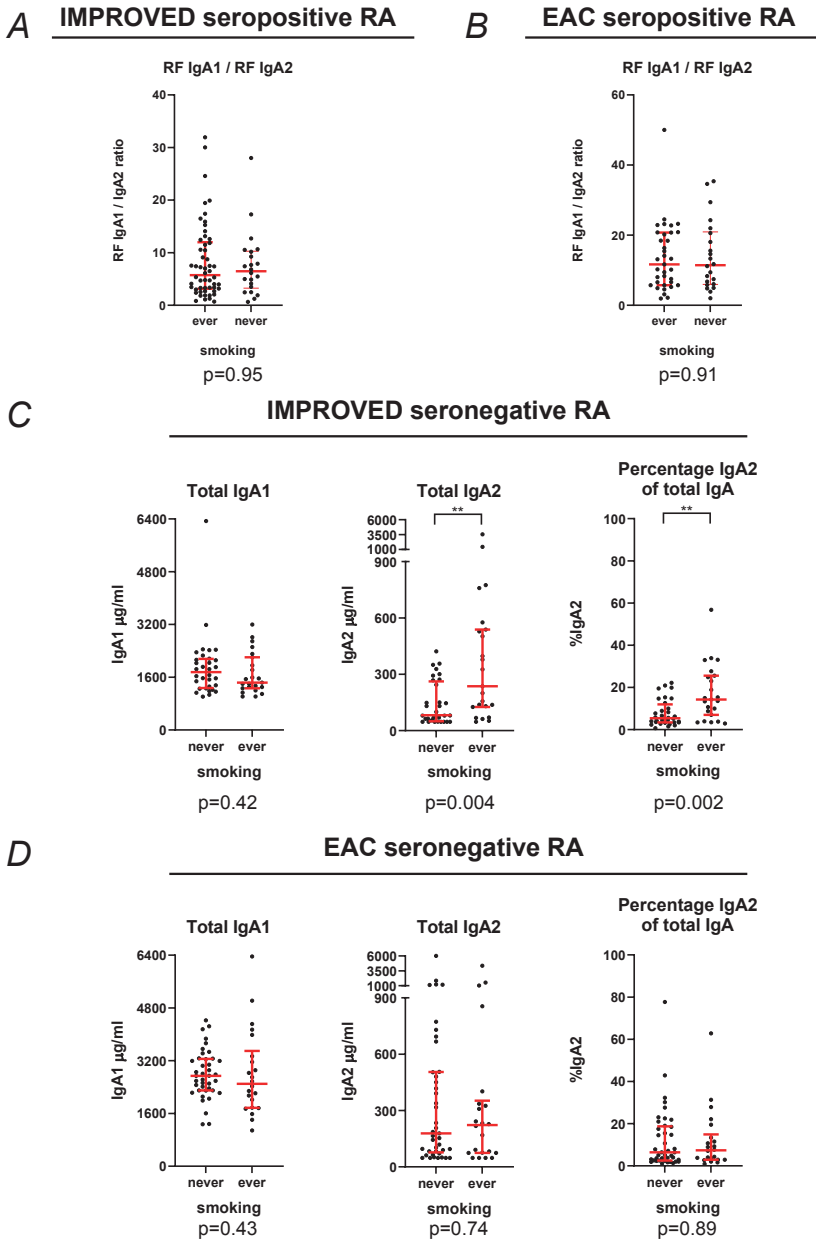 A
IMPROVED seropositive RA
RF IgA1 / RF IgA2
RF IgA1 / IgA2 ratio
40
30
20
10
0
ever never
smoking
p=0.95
B
EAC seropositive RA
RF IgA1 / RF IgA2
RF IgA1 / IgA2 ratio
60
40
20
0
ever never
smoking
p=0.91
C
IMPROVED seronegative RA
Total IgA1
IgA1 µg/ml
6400
4800
3200
1600
0
never ever
smoking
p=0.42
Total IgA2
**
IgA2 µg/ml
6000
3500
1000
900
600
300
0
never ever
smoking
p=0.004
Percentage IgA2
of total IgA
**
%IgA2
100
80
60
40
20
0
never ever
smoking
p=0.002
D
EAC seronegative RA
Total IgA1
IgA1 µg/ml
6400
4800
3200
1600
0
never ever
smoking
p=0.43
Total IgA2
IgA2 µg/ml
6000
3500
1000
900
600
300
0
never ever
smoking
p=0.74
Percentage IgA2
of total IgA
%IgA2
100
80
60
40
20
0
never ever
smoking
p=0.89